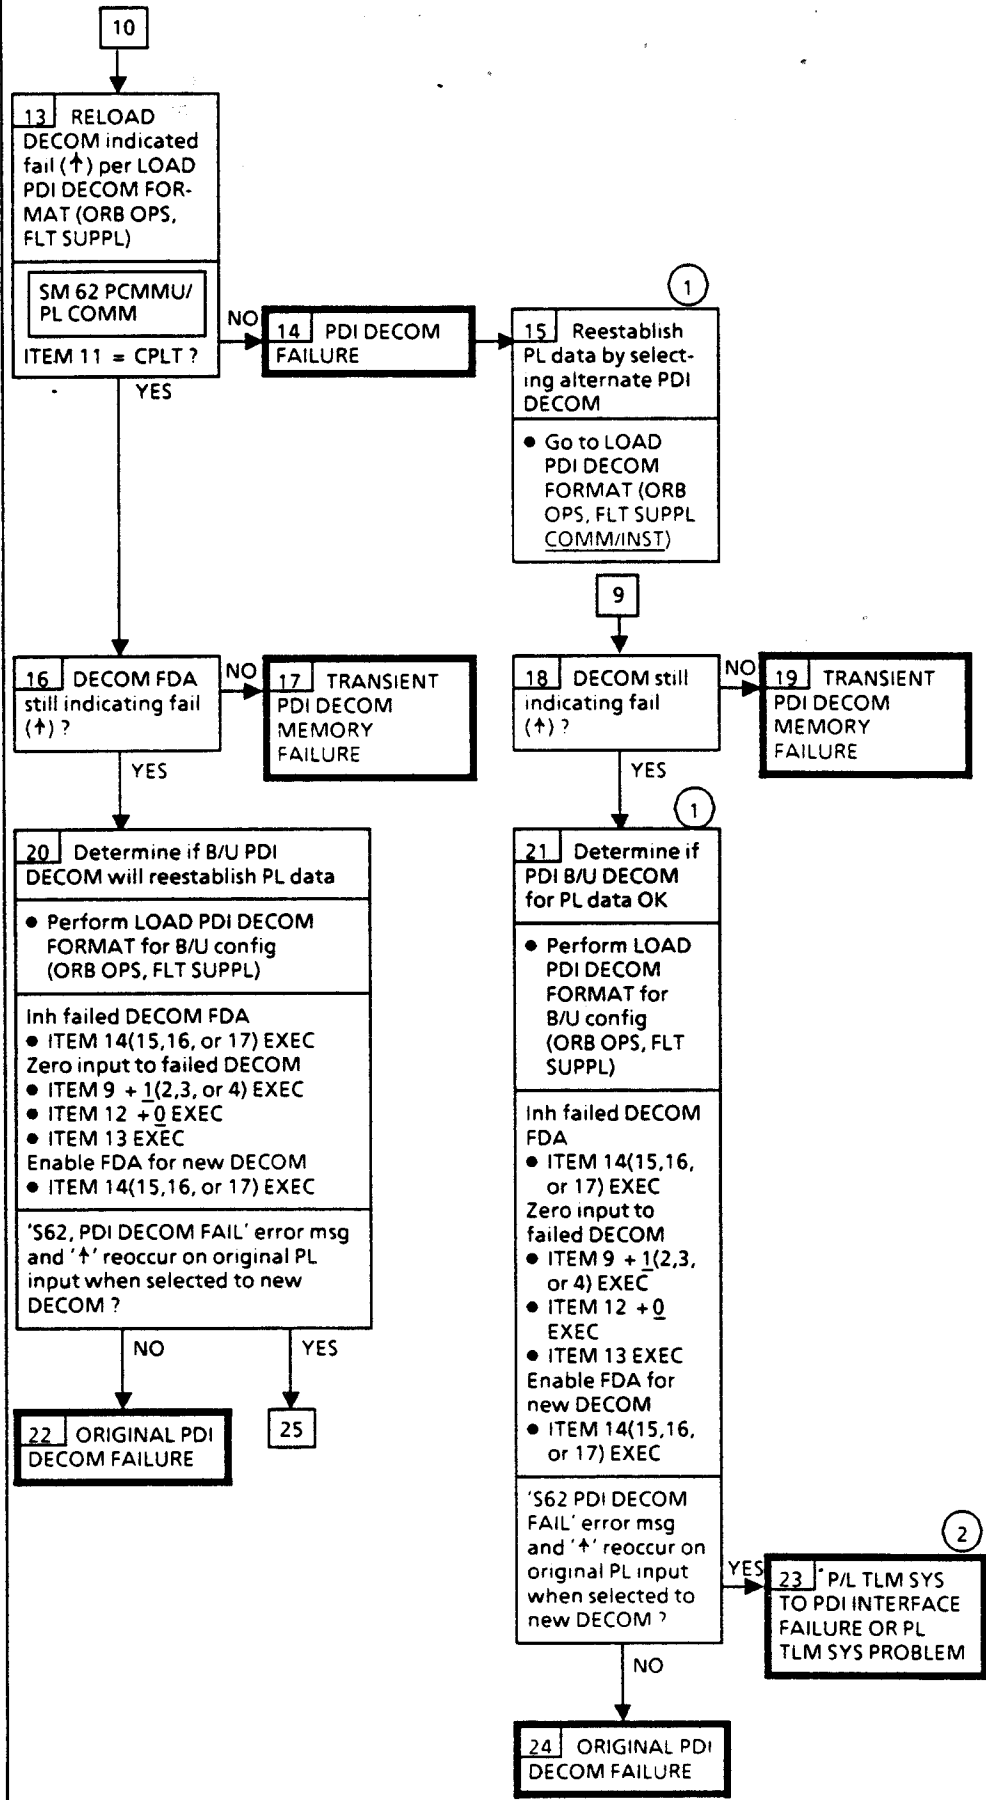 10
13 RELOAD
DECOM indicated
fail (↑) per LOAD
PDI DECOM FOR-
MAT (ORB OPS,
FLT SUPPL)
SM 62 PCMMU/
PL COMM
ITEM 11 = CPLT ?
NO
YES
14 PDI DECOM
FAILURE
1
15 Reestablish
PL data by select-
ing alternate PDI
DECOM
● Go to LOAD
PDI DECOM
FORMAT (ORB
OPS, FLT SUPPL
COMM/INST)
9
16 DECOM FDA
still indicating fail
(↑) ?
NO
YES
17 TRANSIENT
PDI DECOM
MEMORY
FAILURE
18 DECOM still
indicating fail
(↑) ?
NO
YES
19 TRANSIENT
PDI DECOM
MEMORY
FAILURE
20 Determine if B/U PDI
DECOM will reestablish PL data
● Perform LOAD PDI DECOM
FORMAT for B/U config
(ORB OPS, FLT SUPPL)
Inh failed DECOM FDA
● ITEM 14(15,16, or 17) EXEC
Zero input to failed DECOM
● ITEM 9 + 1(2,3, or 4) EXEC
● ITEM 12 +0 EXEC
● ITEM 13 EXEC
Enable FDA for new DECOM
● ITEM 14(15,16, or 17) EXEC
'S62, PDI DECOM FAIL' error msg
and '↑' reoccur on original PL
input when selected to new
DECOM ?
NO
YES
22 ORIGINAL PDI
DECOM FAILURE
25
1
21 Determine if
PDI B/U DECOM
for PL data OK
● Perform LOAD
PDI DECOM
FORMAT for
B/U config
(ORB OPS, FLT
SUPPL)
Inh failed DECOM
FDA
● ITEM 14(15,16,
or 17) EXEC
Zero input to
failed DECOM
● ITEM 9 + 1(2,3,
or 4) EXEC
● ITEM 12 +0
EXEC
● ITEM 13 EXEC
Enable FDA for
new DECOM
● ITEM 14(15,16,
or 17) EXEC
'S62 PDI DECOM
FAIL' error msg
and '↑' reoccur on
original PL input
when selected to
new DECOM ?
YES
NO
2
23 P/L TLM SYS
TO PDI INTERFACE
FAILURE OR PL
TLM SYS PROBLEM
24 ORIGINAL PDI
DECOM FAILURE